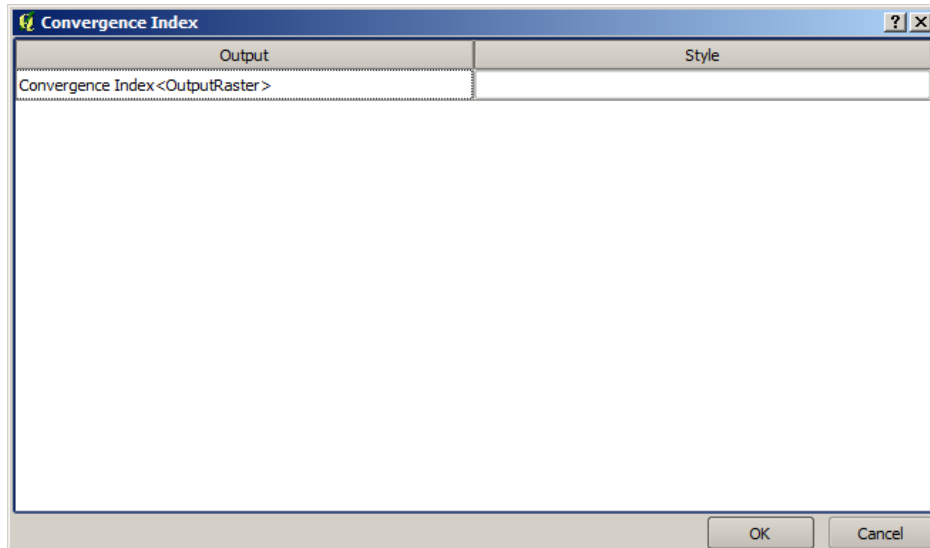 Convergence Index
Output Style
Convergence Index<OutputRaster>
OK Cancel